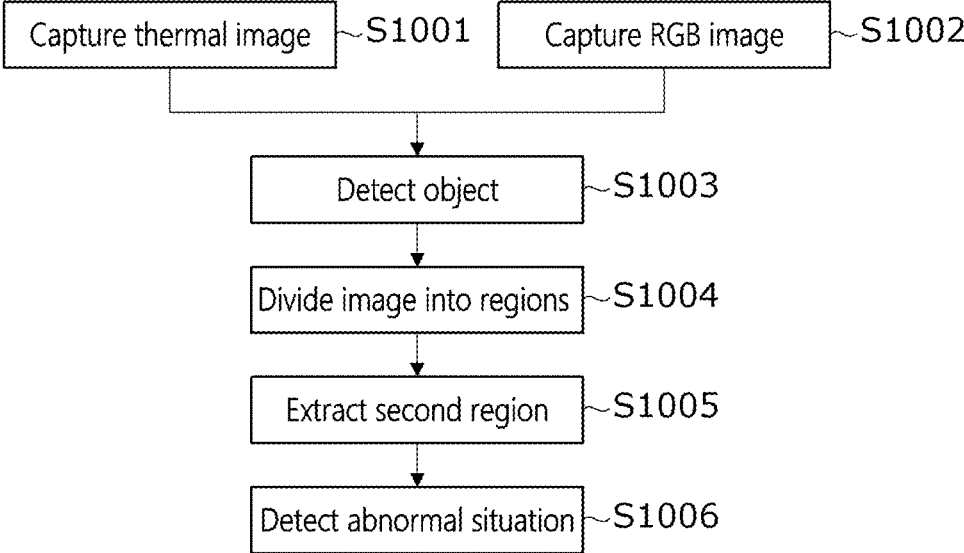 Capture thermal image S1001
Capture RGB image S1002
Detect object S1003
Divide image into regions S1004
Extract second region S1005
Detect abnormal situation S1006